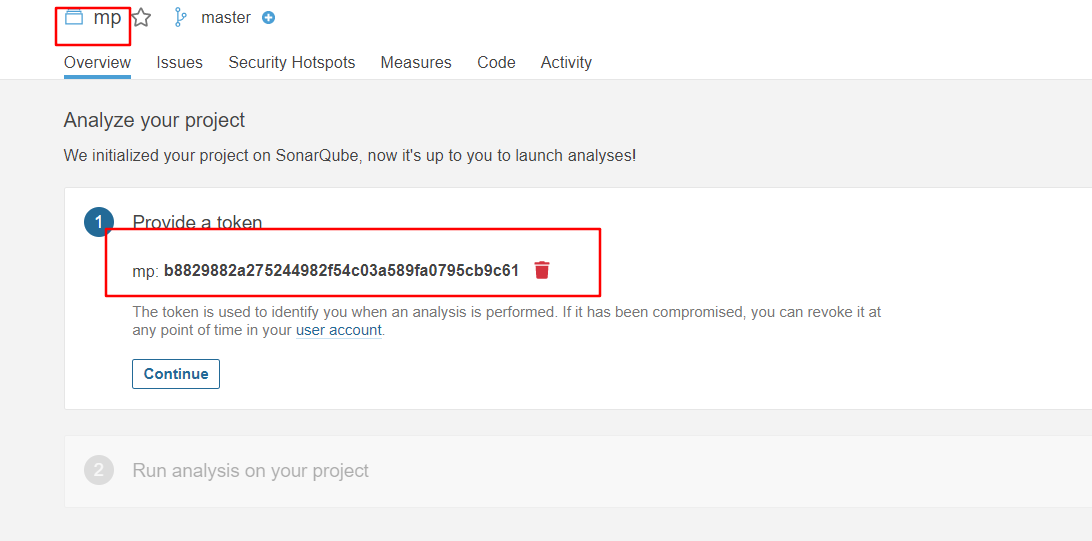 mp master
Overview Issues Security Hotspots Measures Code Activity
Analyze your project
We initialized your project on SonarQube, now it's up to you to launch analyses!
1 Provide a token
mp: b8829882a275244982f54c03a589fa0795cb9c61
The token is used to identify you when an analysis is performed. If it has been compromised, you can revoke it at
any point of time in your user account.
Continue
2 Run analysis on your project